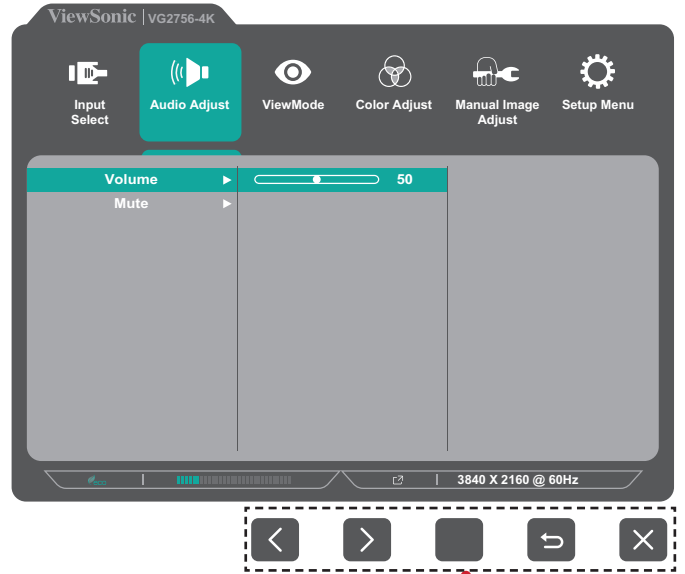 ViewSonic | VG2756-4K
Input Select
Audio Adjust
ViewMode
Color Adjust
Manual Image Adjust
Setup Menu
Volume
50
Mute
eco
3840 X 2160 @ 60Hz